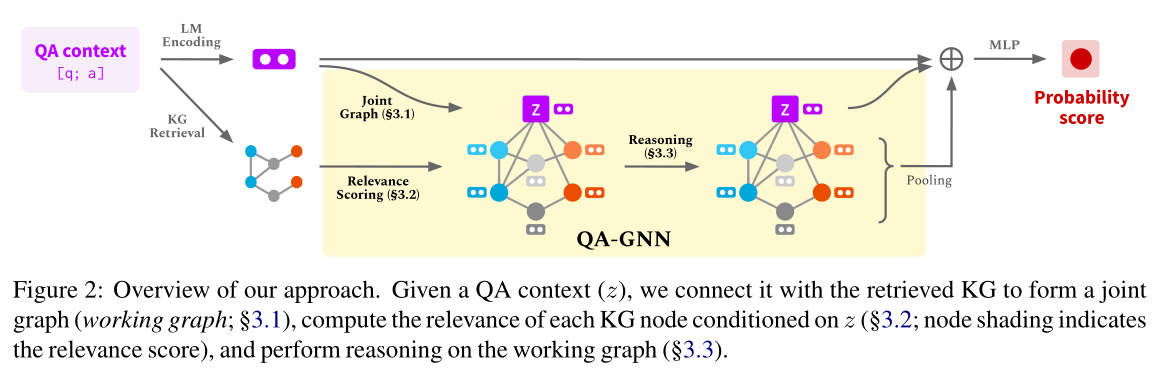 LM
Encoding
QA context
[q; a]
KG
Retrieval
Joint
Graph (§3.1)
Relevance
Scoring (§3.2)
Z
Reasoning
(§3.3)
Z
QA-GNN
Pooling
MLP
Probability
score
Figure 2: Overview of our approach. Given a QA context (z), we connect it with the retrieved KG to form a joint
graph (working graph; §3.1), compute the relevance of each KG node conditioned on z (§3.2; node shading indicates
the relevance score), and perform reasoning on the working graph (§3.3).